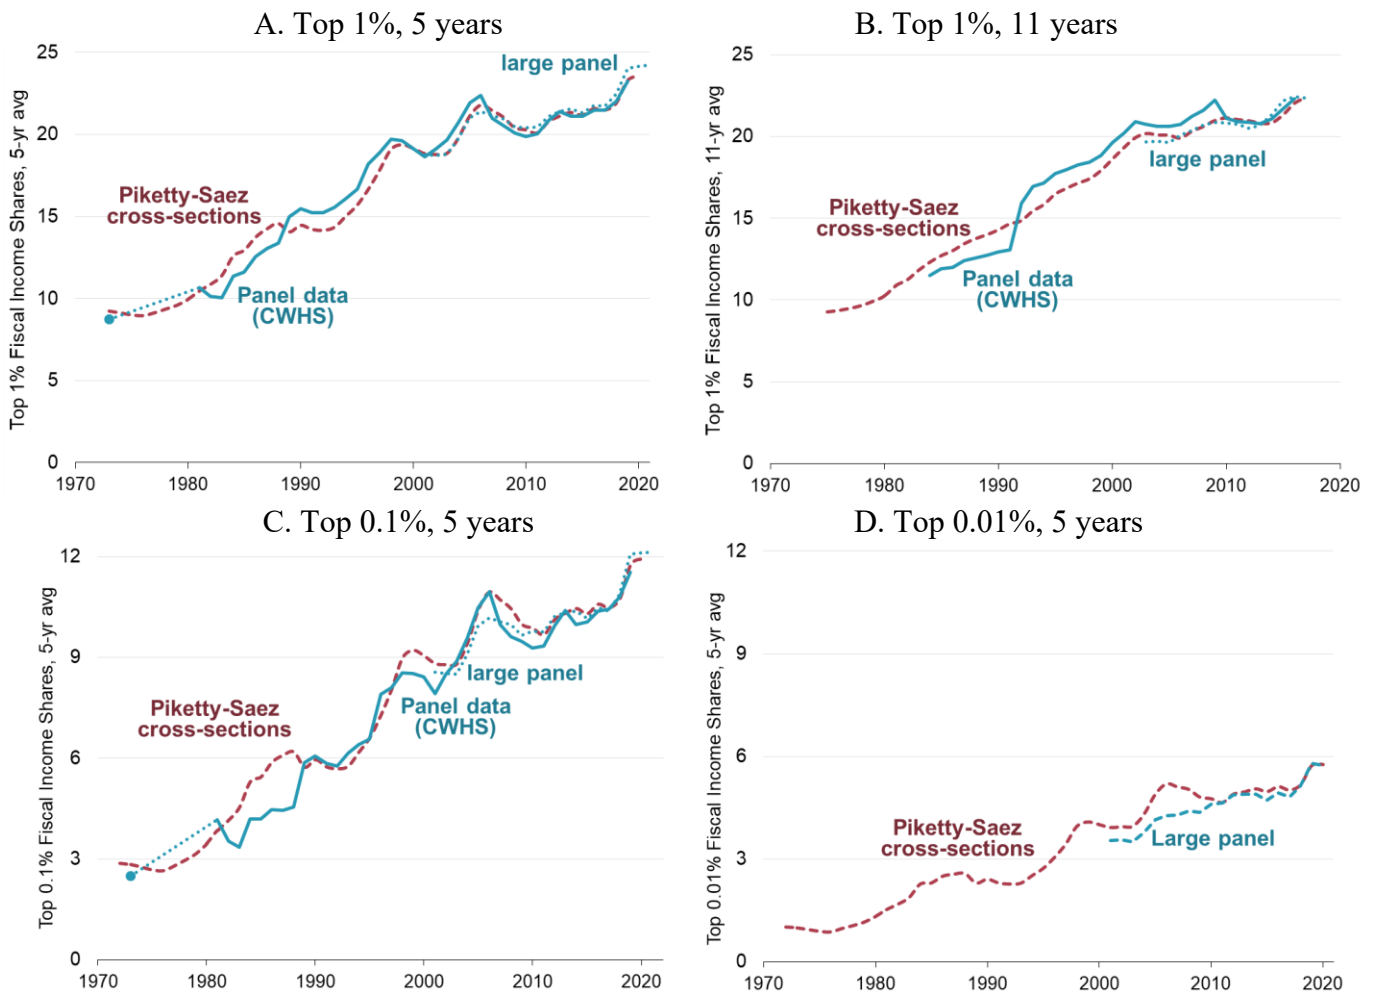 A. Top 1%, 5 years
Top 1% Fiscal Income Shares, 5-yr avg
25
20
15
10
5
0
large panel
Piketty-Saez
cross-sections
Panel data
(CWHS)
1970 1980 1990 2000 2010 2020
B. Top 1%, 11 years
Top 1% Fiscal Income Shares, 11-yr avg
25
20
15
10
5
0
large panel
Piketty-Saez
cross-sections
Panel data
(CWHS)
1970 1980 1990 2000 2010 2020
C. Top 0.1%, 5 years
Top 0.1% Fiscal Income Shares, 5-yr avg
12
9
6
3
0
large panel
Piketty-Saez
cross-sections
Panel data
(CWHS)
1970 1980 1990 2000 2010 2020
D. Top 0.01%, 5 years
Top 0.01% Fiscal Income Shares, 5-yr avg
12
9
6
3
0
Piketty-Saez
cross-sections
Large panel
1970 1980 1990 2000 2010 2020